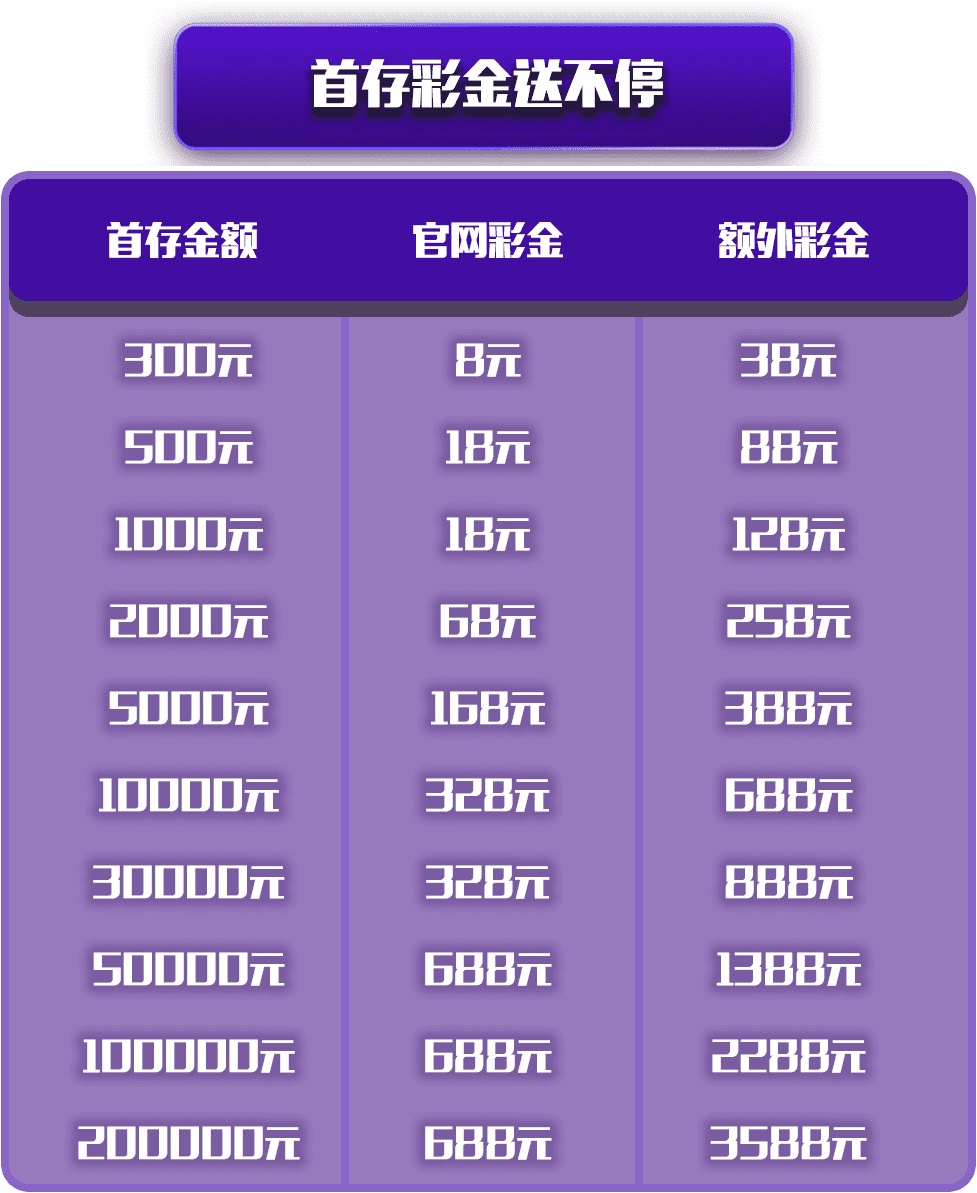 首存彩金送不停
首存金额 官网彩金 额外彩金
300元 8元 38元
500元 18元 88元
1000元 18元 128元
2000元 68元 258元
5000元 168元 388元
10000元 328元 688元
30000元 328元 888元
50000元 688元 1388元
100000元 688元 2288元
200000元 688元 3588元